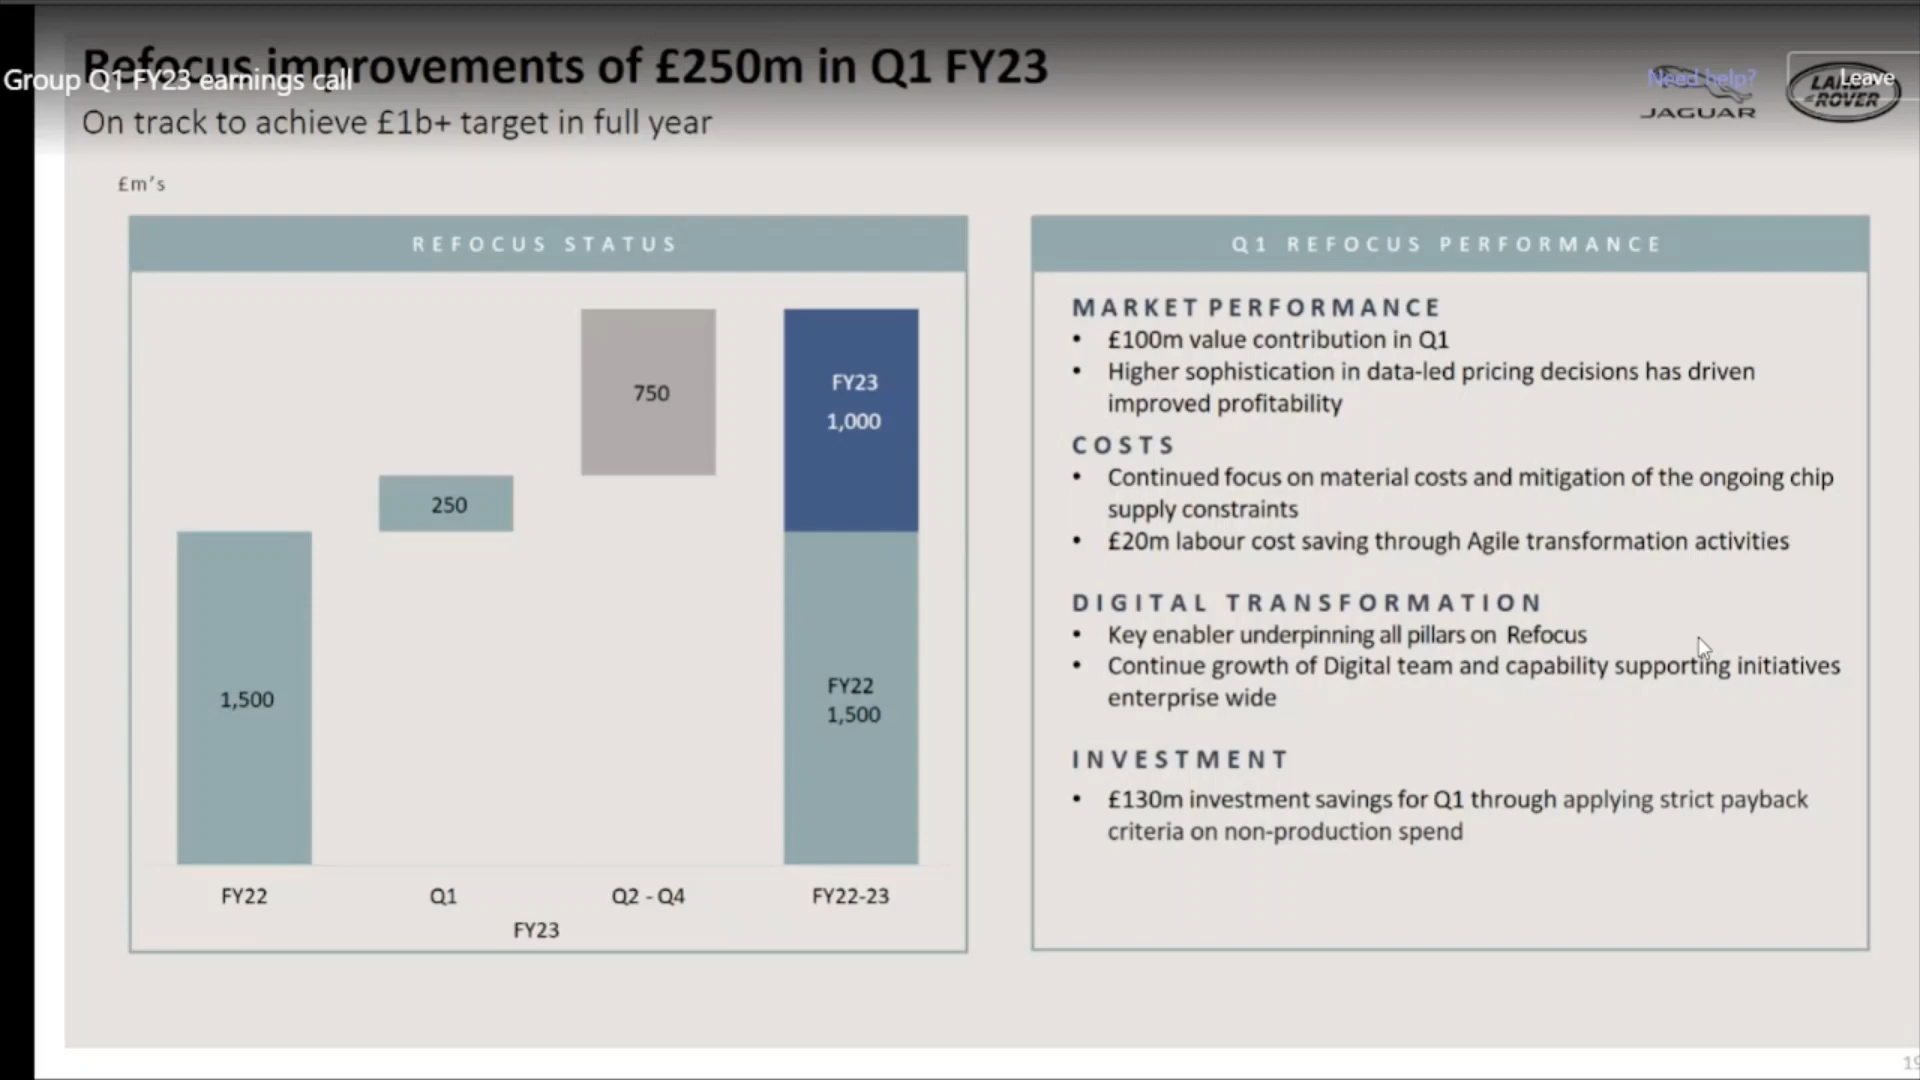 Refocus improvements of £250m in Q1 FY23
Group Q1 FY23 earnings call
On track to achieve £1b+ target in full year
Need help?
Leave
JAGUAR
LAND
ROVER
£m's
REFOCUS STATUS
750
FY23
1,000
250
1,500
FY22
1,500
FY22
Q1
Q2 - Q4
FY22-23
FY23
Q1 REFOCUS PERFORMANCE
MARKET PERFORMANCE
• £100m value contribution in Q1
• Higher sophistication in data-led pricing decisions has driven
improved profitability
COSTS
• Continued focus on material costs and mitigation of the ongoing chip
supply constraints
• £20m labour cost saving through Agile transformation activities
DIGITAL TRANSFORMATION
• Key enabler underpinning all pillars on Refocus
• Continue growth of Digital team and capability supporting initiatives
enterprise wide
INVESTMENT
• £130m investment savings for Q1 through applying strict payback
criteria on non-production spend
19